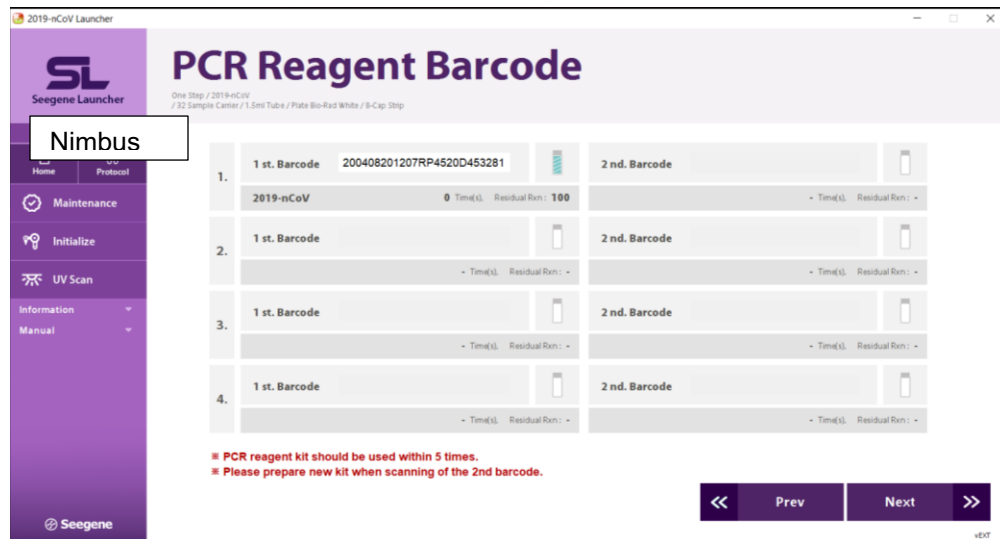 2019-nCoV Launcher
SL
Seegene Launcher
PCR Reagent Barcode
One Step / 2019-nCoV
/ 32 Sample Carrier / 1.5ml Tube / Plate Bio-Rad White / 8-Cap Strip
Nimbus
Home Protocol
Maintenance
Initialize
UV Scan
Information
Manual
1. 1 st. Barcode 200408201207RP4520D453281 2 nd. Barcode
2019-nCoV 0 Time(s), Residual Rxn : 100 - Time(s), Residual Rxn : -
2. 1 st. Barcode 2 nd. Barcode
- Time(s), Residual Rxn : - - Time(s), Residual Rxn : -
3. 1 st. Barcode 2 nd. Barcode
- Time(s), Residual Rxn : - - Time(s), Residual Rxn : -
4. 1 st. Barcode 2 nd. Barcode
- Time(s), Residual Rxn : - - Time(s), Residual Rxn : -
※ PCR reagent kit should be used within 5 times.
※ Please prepare new kit when scanning of the 2nd barcode.
« Prev Next »
Seegene
vEXT